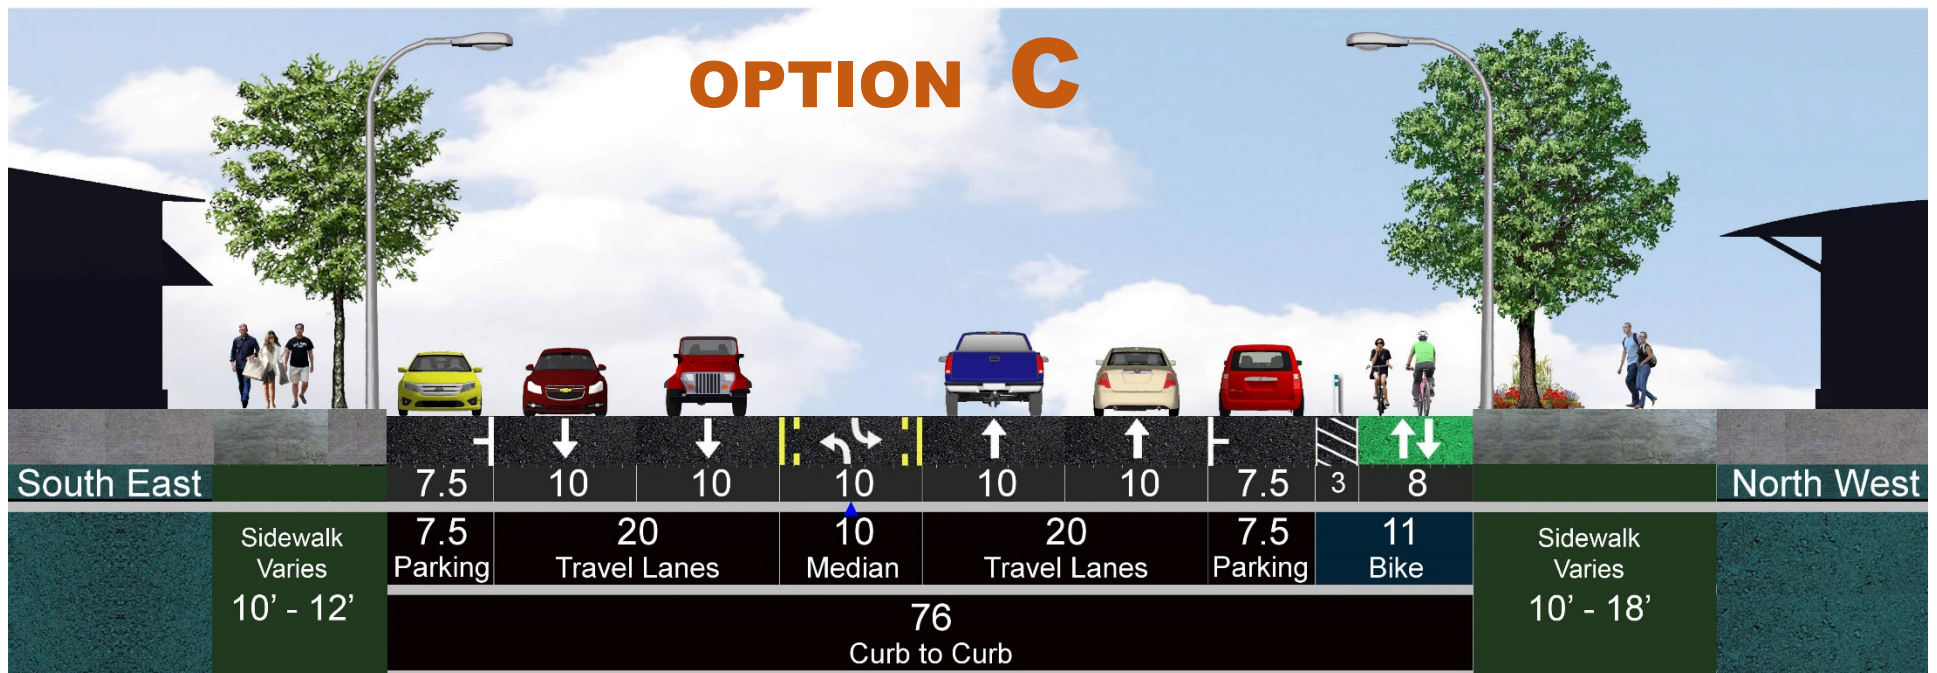 OPTION C
7.5 10 10 10 10 10 7.5 3 8
South East
North West
Sidewalk
Varies
10’ - 12’
7.5
Parking
20
Travel Lanes
10
Median
20
Travel Lanes
7.5
Parking
11
Bike
Sidewalk
Varies
10’ - 18’
76
Curb to Curb